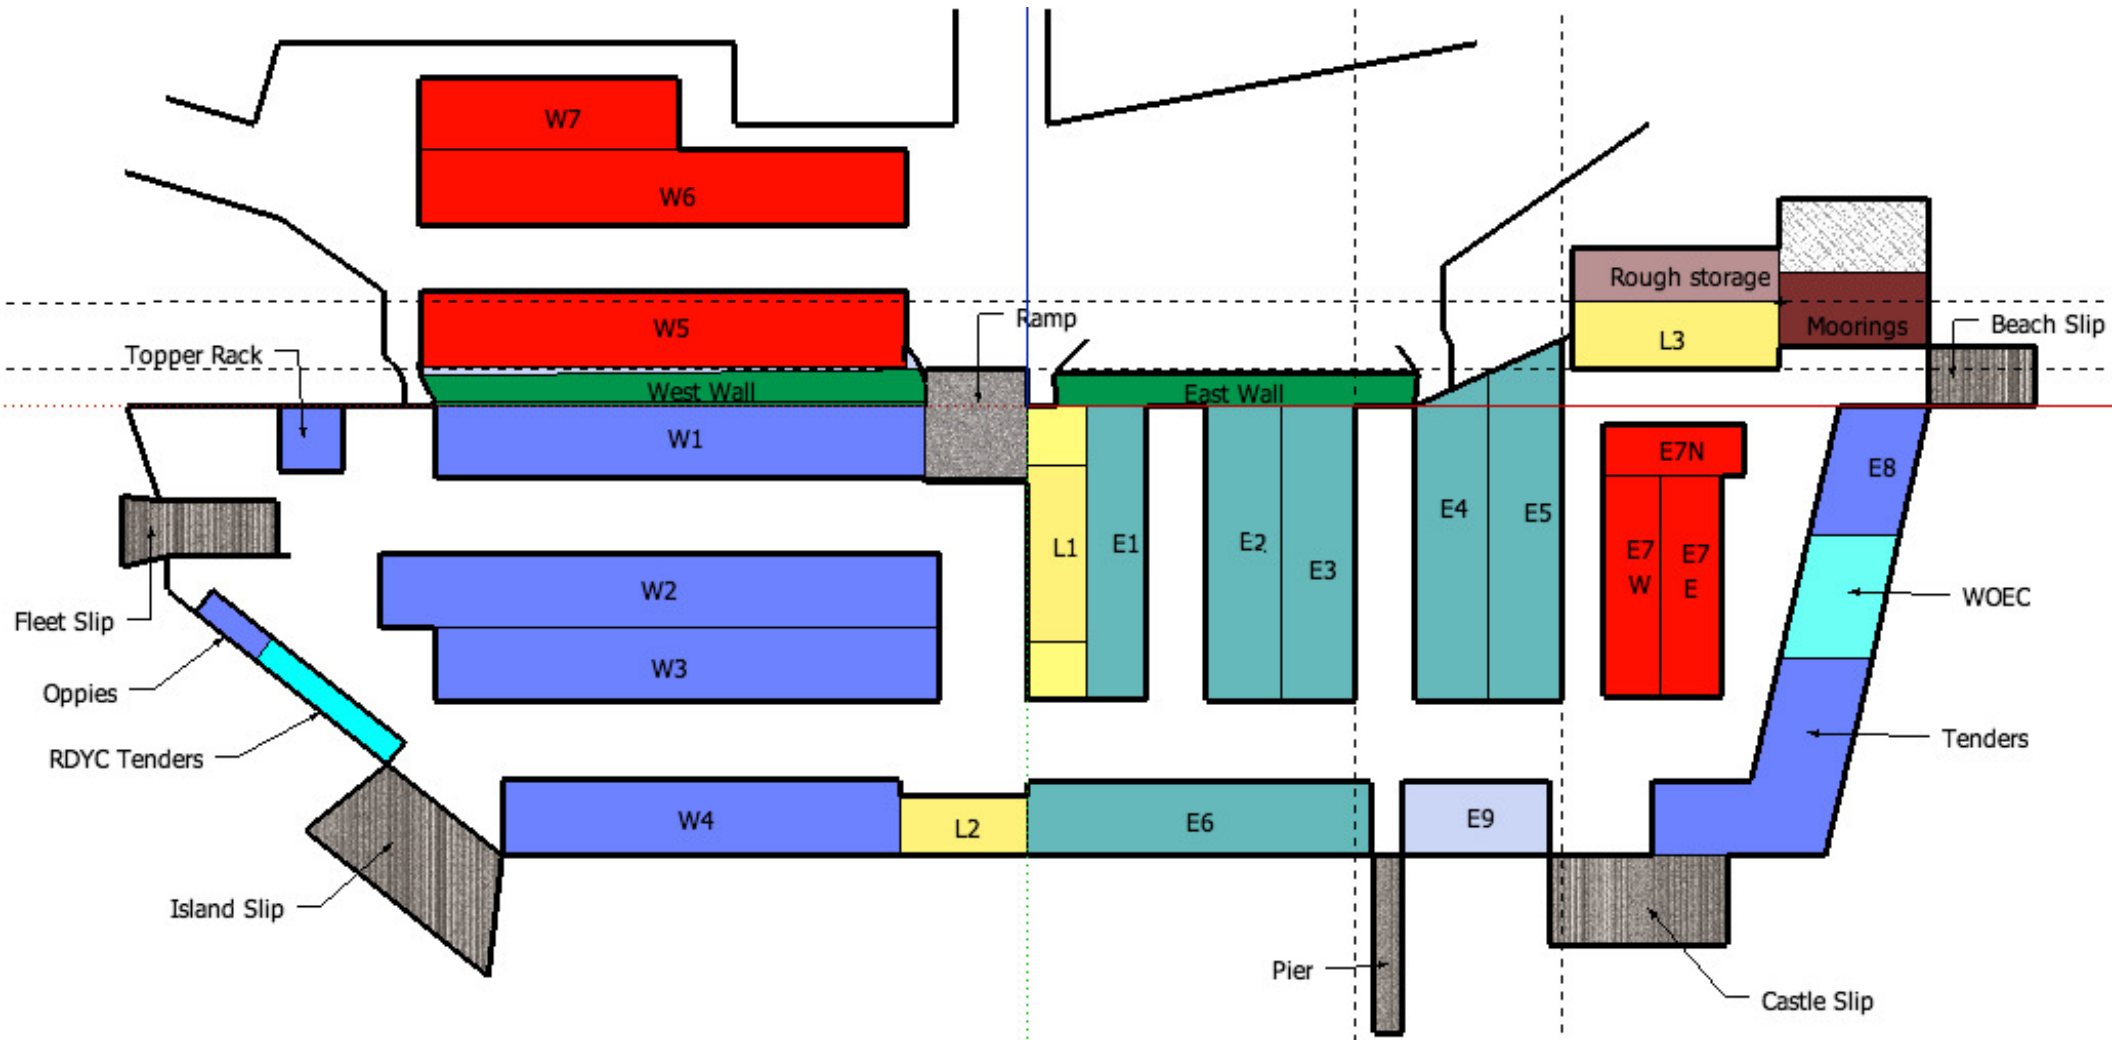 W7
W6
Rough storage
Ramp
W5
Moorings
Beach Slip
L3
Topper Rack
West Wall
East Wall
W1
E7N
E8
E4
E5
L1
E1
E2
E3
E7
W
E7
E
W2
WOEC
Fleet Slip
W3
Oppies
RDYC Tenders
Tenders
W4
L2
E6
E9
Island Slip
Pier
Castle Slip